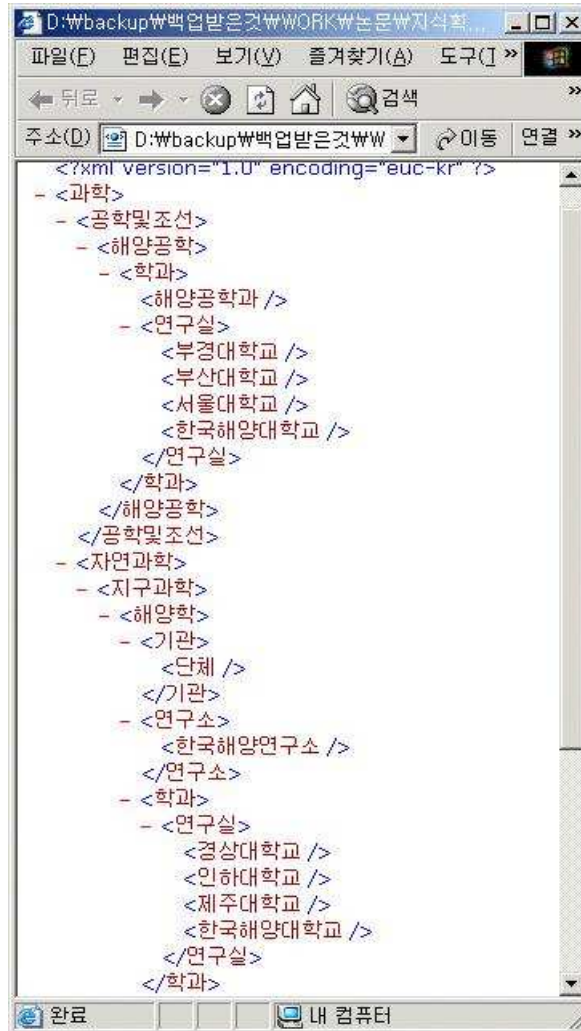 D:₩backup₩백업받은것₩WORK₩논문₩지식획...
파일(F) 편집(E) 보기(V) 즐겨찾기(A) 도구(T »
뒤로 검색 »
주소(D) D:₩backup₩백업받은것₩W 이동 연결 »
<?xml version="1.0" encoding="euc-kr" ?>
- <과학>
- <공학및조선>
- <해양공학>
- <학과>
<해양공학과 />
- <연구실>
<부경대학교 />
<부산대학교 />
<서울대학교 />
<한국해양대학교 />
</연구실>
</학과>
</해양공학>
</공학및조선>
- <자연과학>
- <지구과학>
- <해양학>
- <기관>
<단체 />
</기관>
- <연구소>
<한국해양연구소 />
</연구소>
- <학과>
- <연구실>
<경상대학교 />
<인하대학교 />
<제주대학교 />
<한국해양대학교 />
</연구실>
</학과>
완료 내 컴퓨터